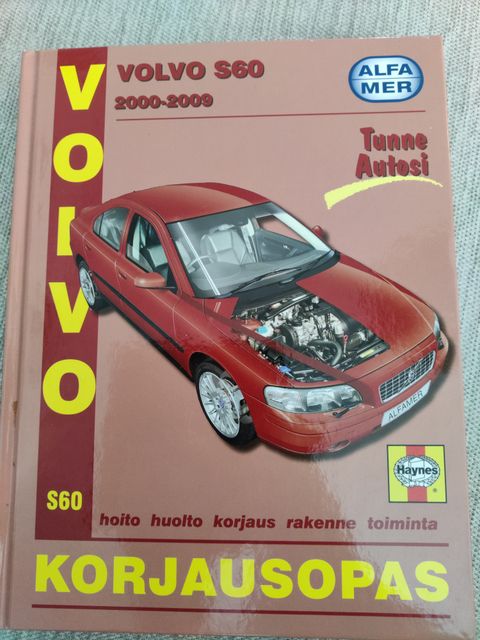 VOLVO
VOLVO S60
2000-2009
ALFA
MER
Tunne
Autosi
ALFAMER
Haynes
®
S60
hoito huolto korjaus rakenne toiminta
KORJAUSOPAS